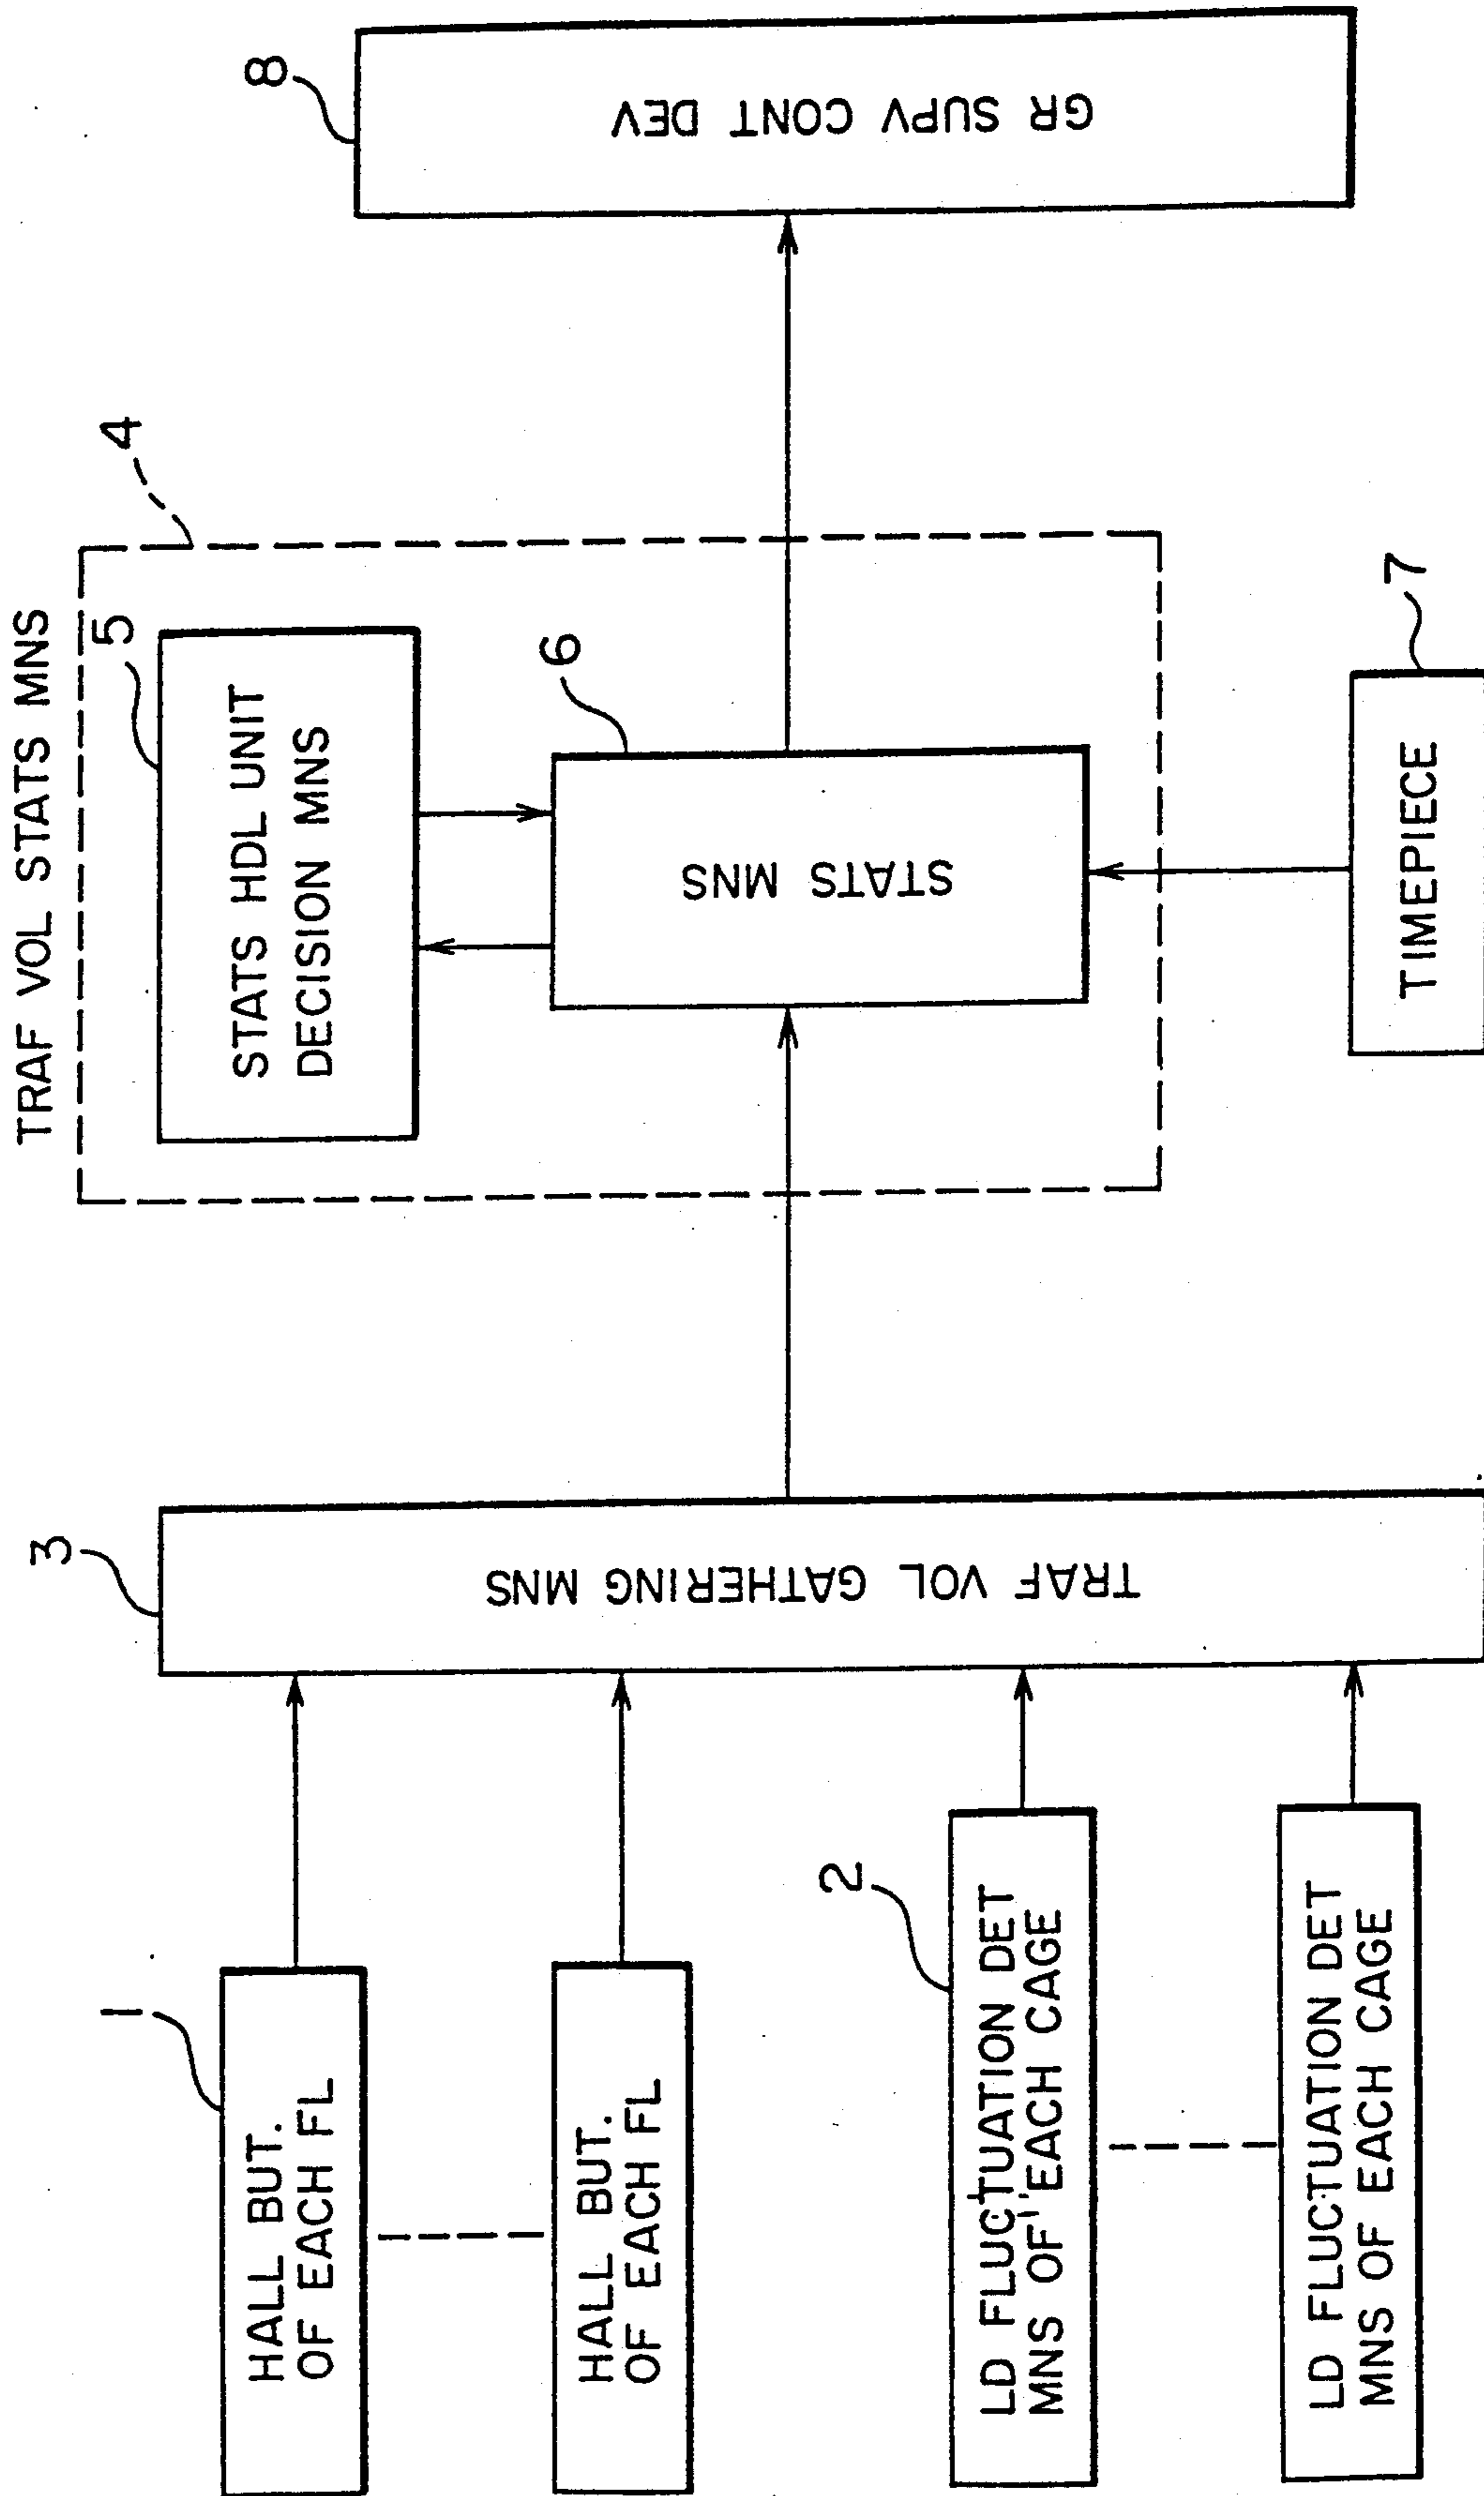 1
HALL BUT.
OF EACH FL
HALL BUT.
OF EACH FL
2
LD FLUCTUATION DET
MNS OF EACH CAGE
LD FLUCTUATION DET
MNS OF EACH CAGE
3
TRAF VOL GATHERING MNS
TRAF VOL STATS MNS
4
5
STATS HDL UNIT
DECISION MNS
6
STATS MNS
7
TIMEPIECE
8
GR SUPV CONT DEV